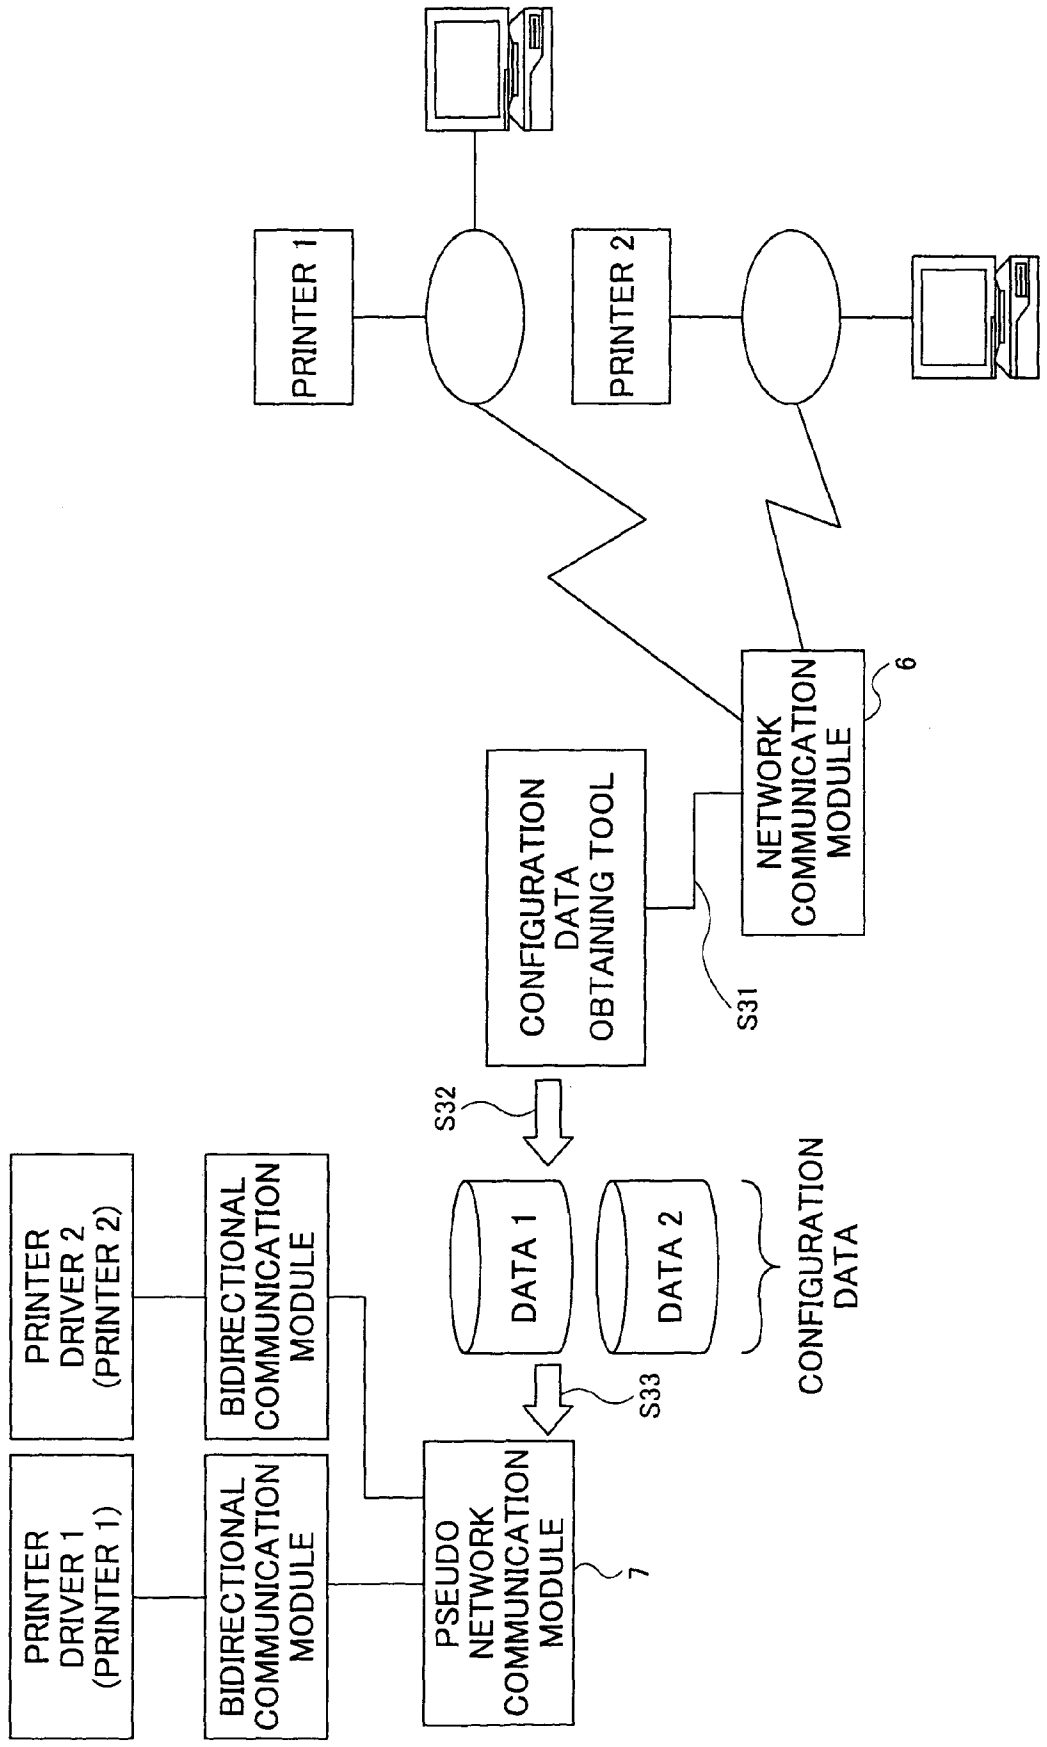 PRINTER
DRIVER 1
(PRINTER 1)
PRINTER
DRIVER 2
(PRINTER 2)
BIDIRECTIONAL
COMMUNICATION
MODULE
BIDIRECTIONAL
COMMUNICATION
MODULE
PSEUDO
NETWORK
COMMUNICATION
MODULE
7
S33
DATA 1
DATA 2
CONFIGURATION
DATA
S32
CONFIGURATION
DATA
OBTAINING TOOL
S31
NETWORK
COMMUNICATION
MODULE
6
PRINTER 1
PRINTER 2